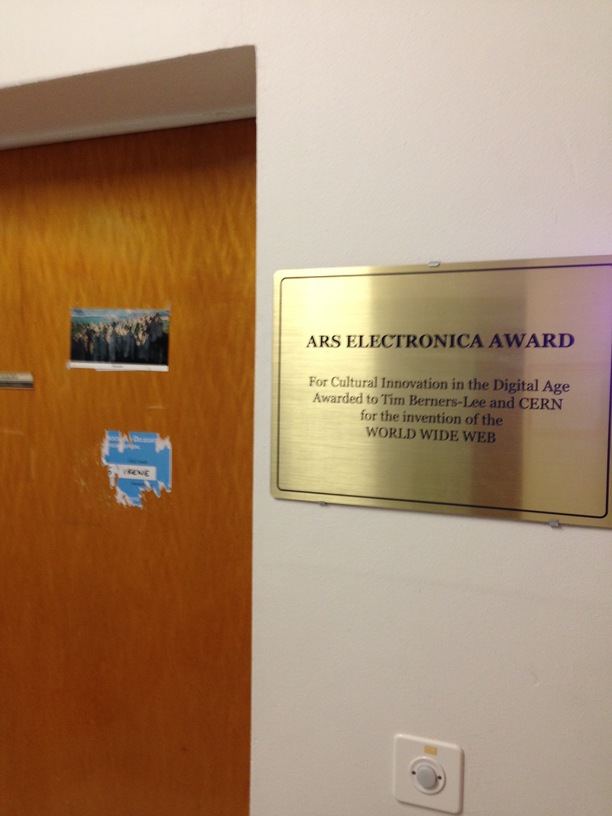 ARS ELECTRONICA AWARD
For Cultural Innovation in the Digital Age
Awarded to Tim Berners-Lee and CERN
for the invention of the
WORLD WIDE WEB